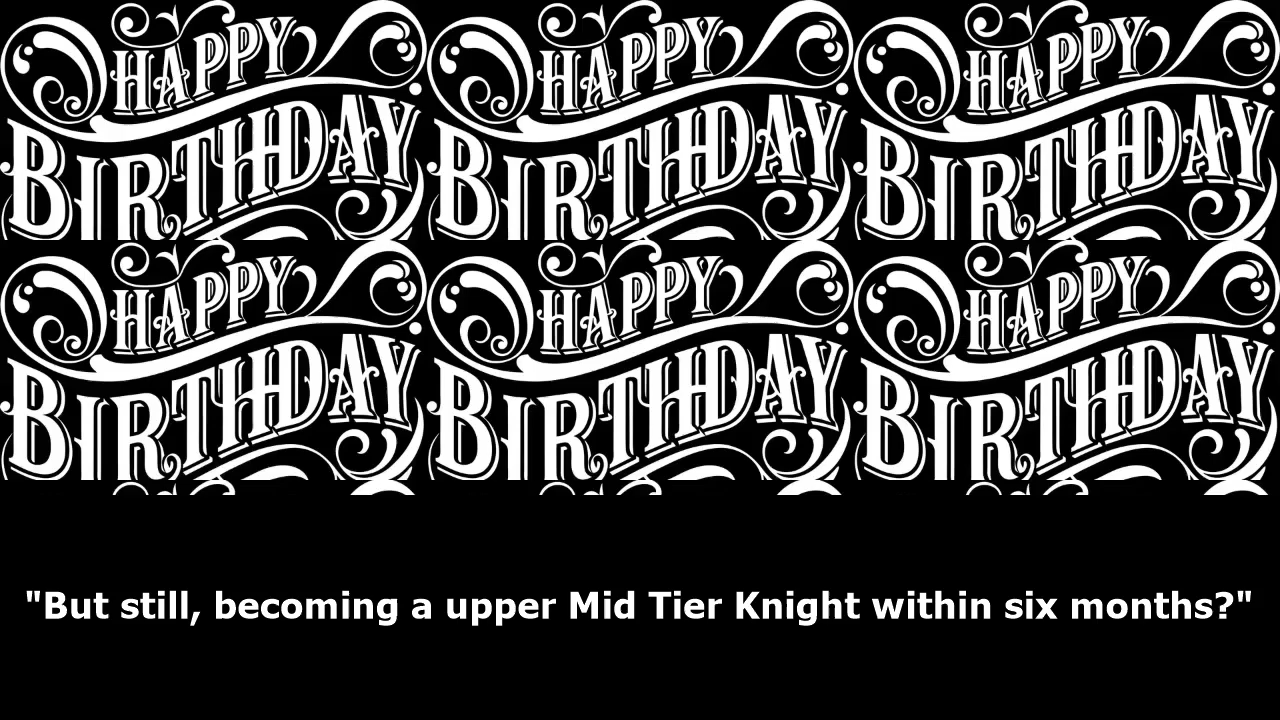 HAPPY HAPPY HAPPY
BIRTHDAY BIRTHDAY BIRTHDAY
HAPPY HAPPY HAPPY
BIRTHDAY BIRTHDAY BIRTHDAY
"But still, becoming a upper Mid Tier Knight within six months?"